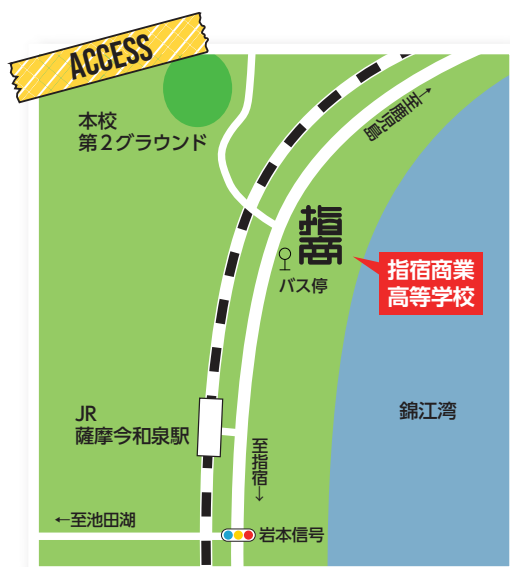 ACCESS
本校
第2グラウンド
至鹿児島→
指商
バス停
指宿商業
高等学校
錦江湾
JR
薩摩今和泉駅
至指宿→
←至池田湖
岩本信号